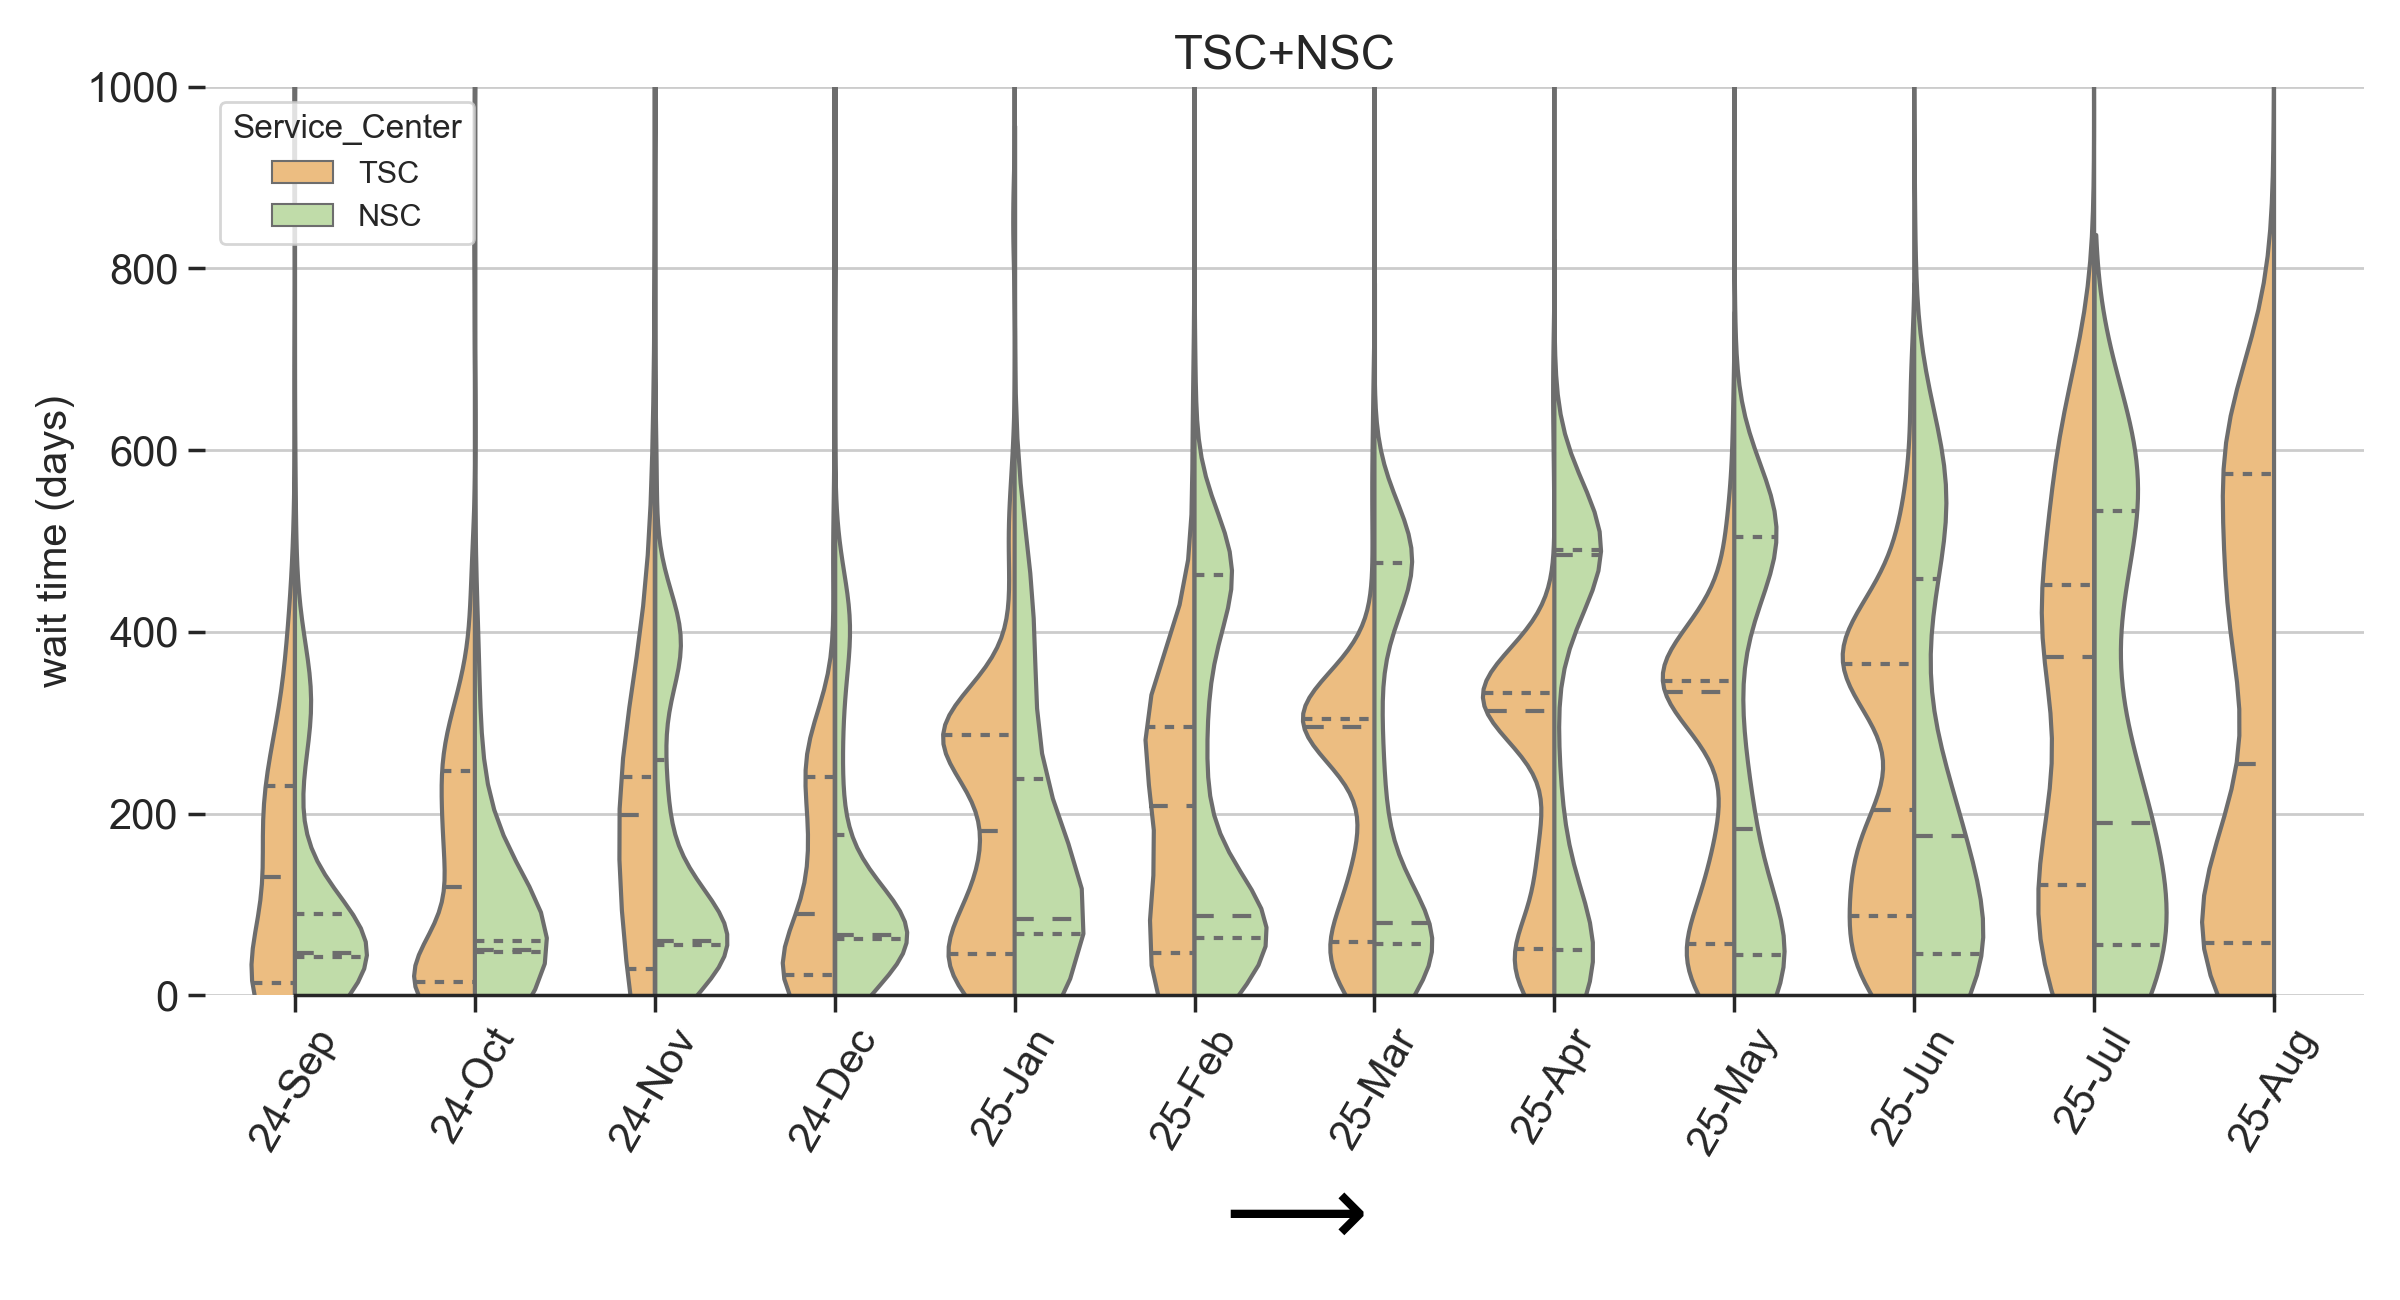 TSC+NSC
1000
800
600
400
200
0
wait time (days)
Service_Center
TSC
NSC
24-Sep
24-Oct
24-Nov
24-Dec
25-Jan
25-Feb
25-Mar
25-Apr
25-May
25-Jun
25-Jul
25-Aug